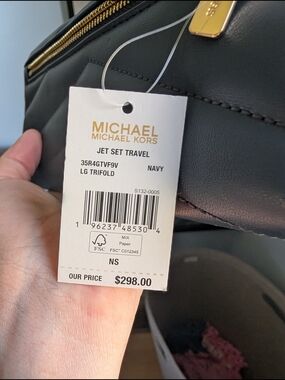 MICHAEL
MICHAEL KORS
JET SET TRAVEL
35R4GTVF9V NAVY
LG TRIFOLD
S132-0005
1 96237 48530 4
FSC
MIX
Paper
FSC® C012345
NS
OUR PRICE $298.00